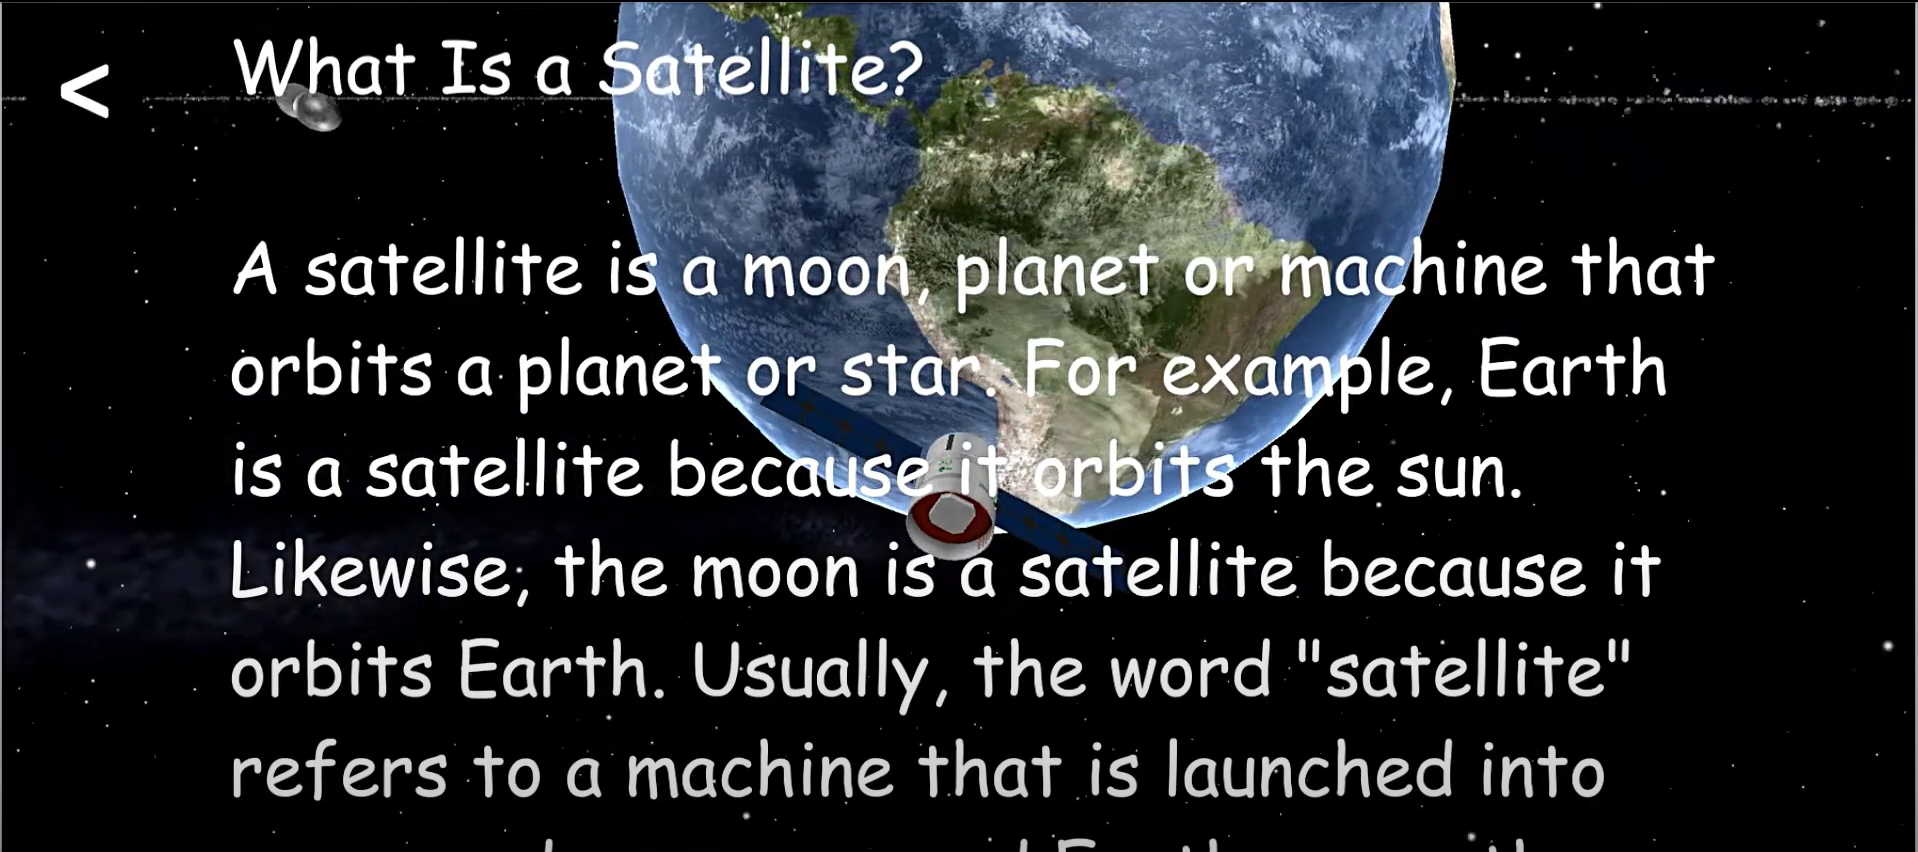 <
What Is a Satellite?
A satellite is a moon, planet or machine that
orbits a planet or star. For example, Earth
is a satellite because it orbits the sun.
Likewise, the moon is a satellite because it
orbits Earth. Usually, the word "satellite"
refers to a machine that is launched into